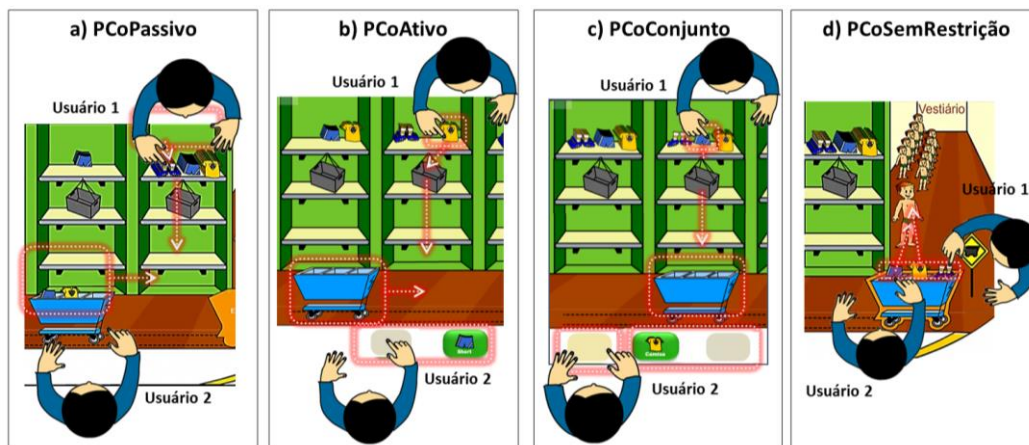 a) PCoPassivo
Usuário 1
Usuário 2
b) PCoAtivo
Usuário 1
Short
Usuário 2
c) PCoConjunto
Usuário 1
Camisa
Usuário 2
d) PCoSemRestrição
Vestiário
Usuário 1
Usuário 2